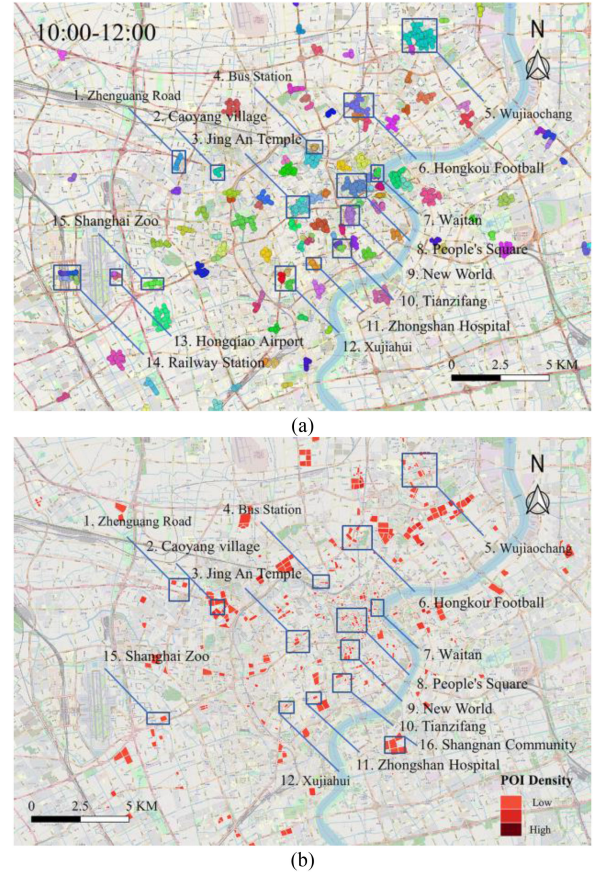 10:00-12:00
N
4. Bus Station
1. Zhenguang Road
2. Caoyang village
3. Jing An Temple
5. Wujiaochang
6. Hongkou Football
15. Shanghai Zoo
7. Waitan
8. People's Square
9. New World
10. Tianzifang
11. Zhongshan Hospital
13. Hongqiao Airport
12. Xujiahui
14. Railway Station
0 2.5 5 KM
(a)
N
4. Bus Station
1. Zhenguang Road
2. Caoyang village
3. Jing An Temple
5. Wujiaochang
6. Hongkou Football
15. Shanghai Zoo
7. Waitan
8. People's Square
9. New World
10. Tianzifang
16. Shangnan Community
11. Zhongshan Hospital
12. Xujiahui
POI Density
Low
High
0 2.5 5 KM
(b)